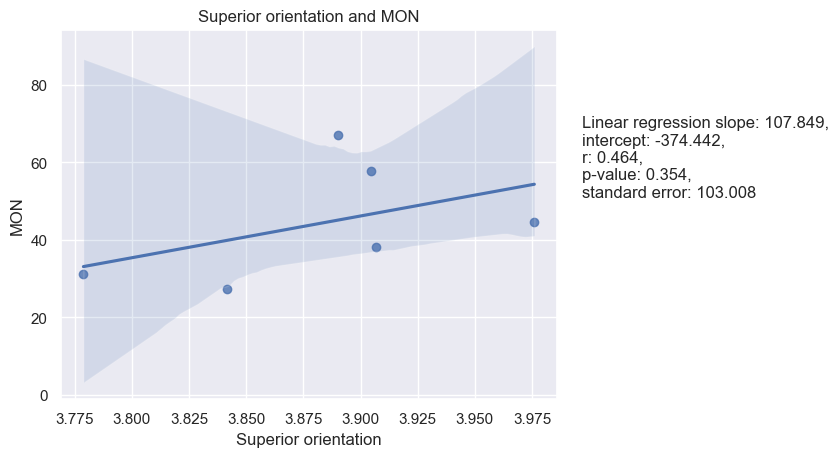 Superior orientation and MON
80
60
40
20
0
MON
3.775 3.800 3.825 3.850 3.875 3.900 3.925 3.950 3.975
Superior orientation
Linear regression slope: 107.849,
intercept: -374.442,
r: 0.464,
p-value: 0.354,
standard error: 103.008